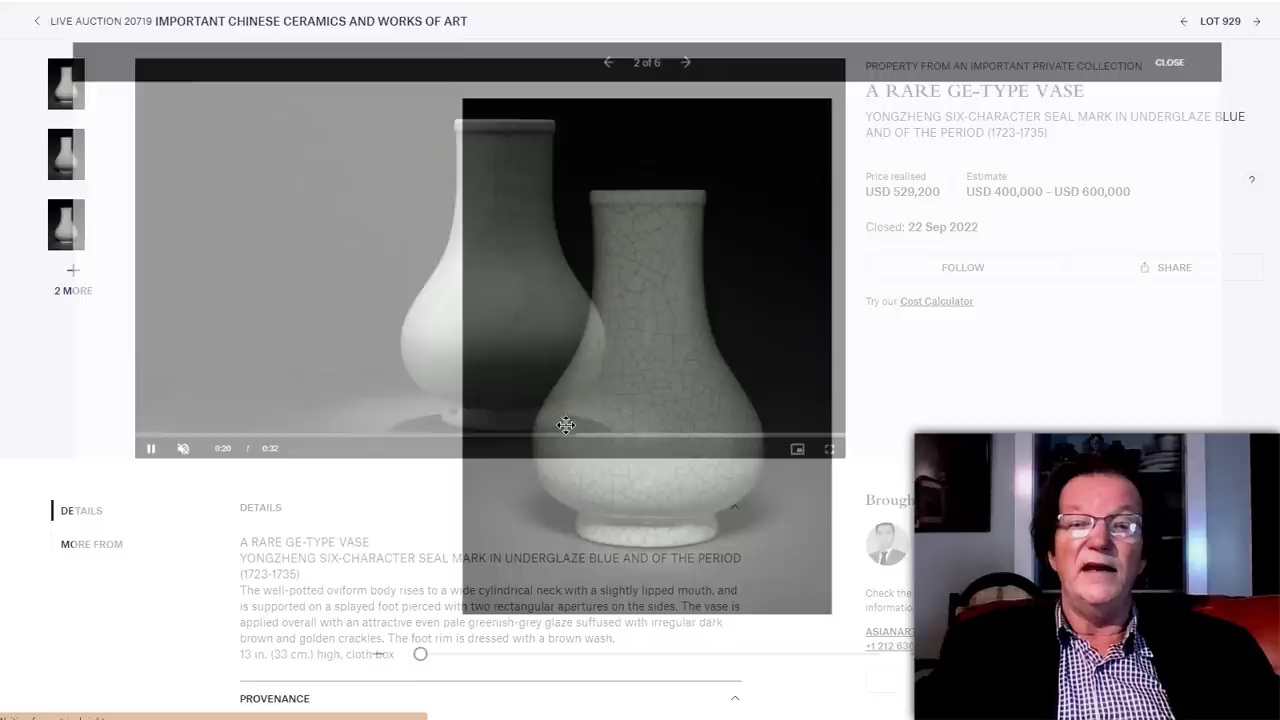 LIVE AUCTION 20719 IMPORTANT CHINESE CERAMICS AND WORKS OF ART
LOT 929
2 of 6
CLOSE
PROPERTY FROM AN IMPORTANT PRIVATE COLLECTION
A RARE GE-TYPE VASE
YONGZHENG SIX-CHARACTER SEAL MARK IN UNDERGLAZE BLUE
AND OF THE PERIOD (1723-1735)
Price realised
Estimate
USD 529,200
USD 400,000 – USD 600,000
?
Closed: 22 Sep 2022
FOLLOW
SHARE
Try our Cost Calculator
2 MORE
0:20 / 0:32
DETAILS
MORE FROM
DETAILS
A RARE GE-TYPE VASE
YONGZHENG SIX-CHARACTER SEAL MARK IN UNDERGLAZE BLUE AND OF THE PERIOD
(1723-1735)
The well-potted oviform body rises to a wide cylindrical neck with a slightly lipped mouth, and
is supported on a splayed foot pierced with two rectangular apertures on the sides. The vase is
applied overall with an attractive even pale greenish-grey glaze suffused with irregular dark
brown and golden crackles. The foot rim is dressed with a brown wash.
13 in. (33 cm.) high, cloth box
PROVENANCE
Check the